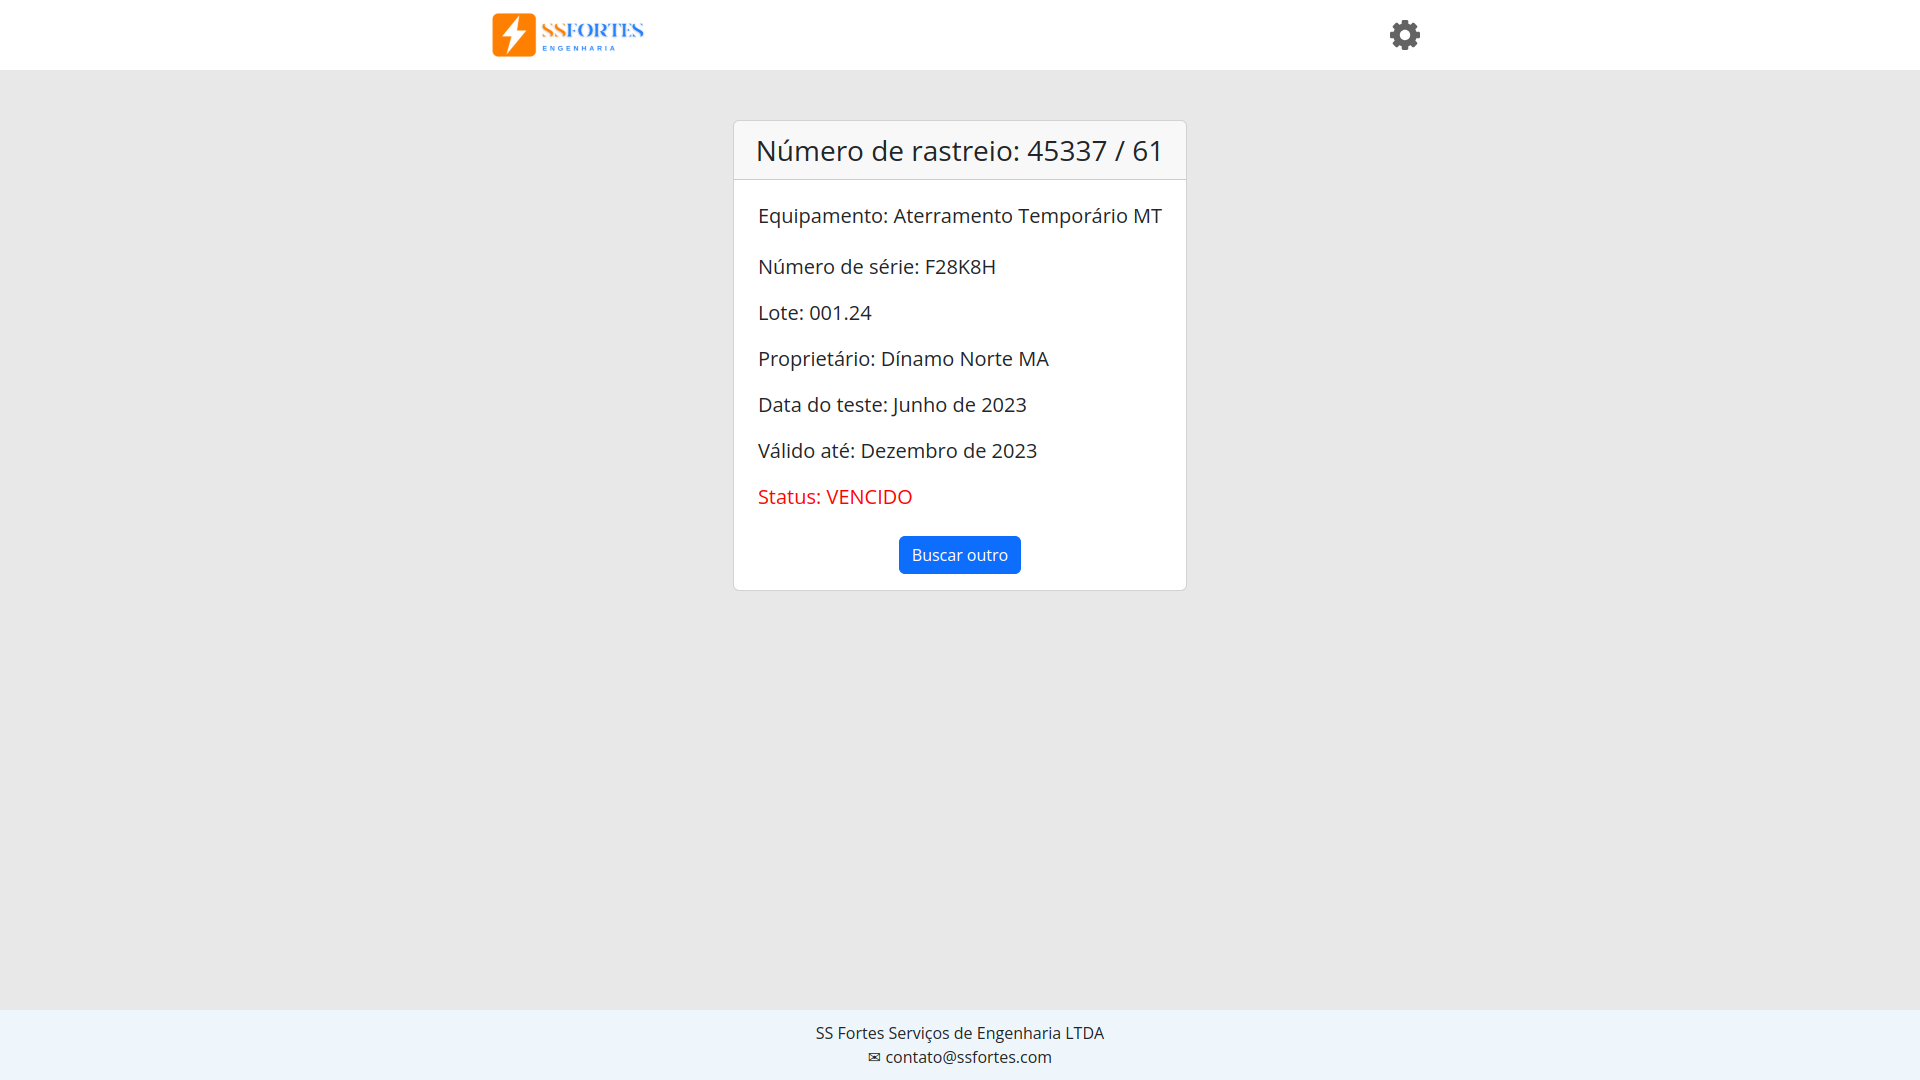 SSFORTES
ENGENHARIA
Número de rastreio: 45337 / 61
Equipamento: Aterramento Temporário MT
Número de série: F28K8H
Lote: 001.24
Proprietário: Dínamo Norte MA
Data do teste: Junho de 2023
Válido até: Dezembro de 2023
Status: VENCIDO
Buscar outro
SS Fortes Serviços de Engenharia LTDA
✉ contato@ssfortes.com